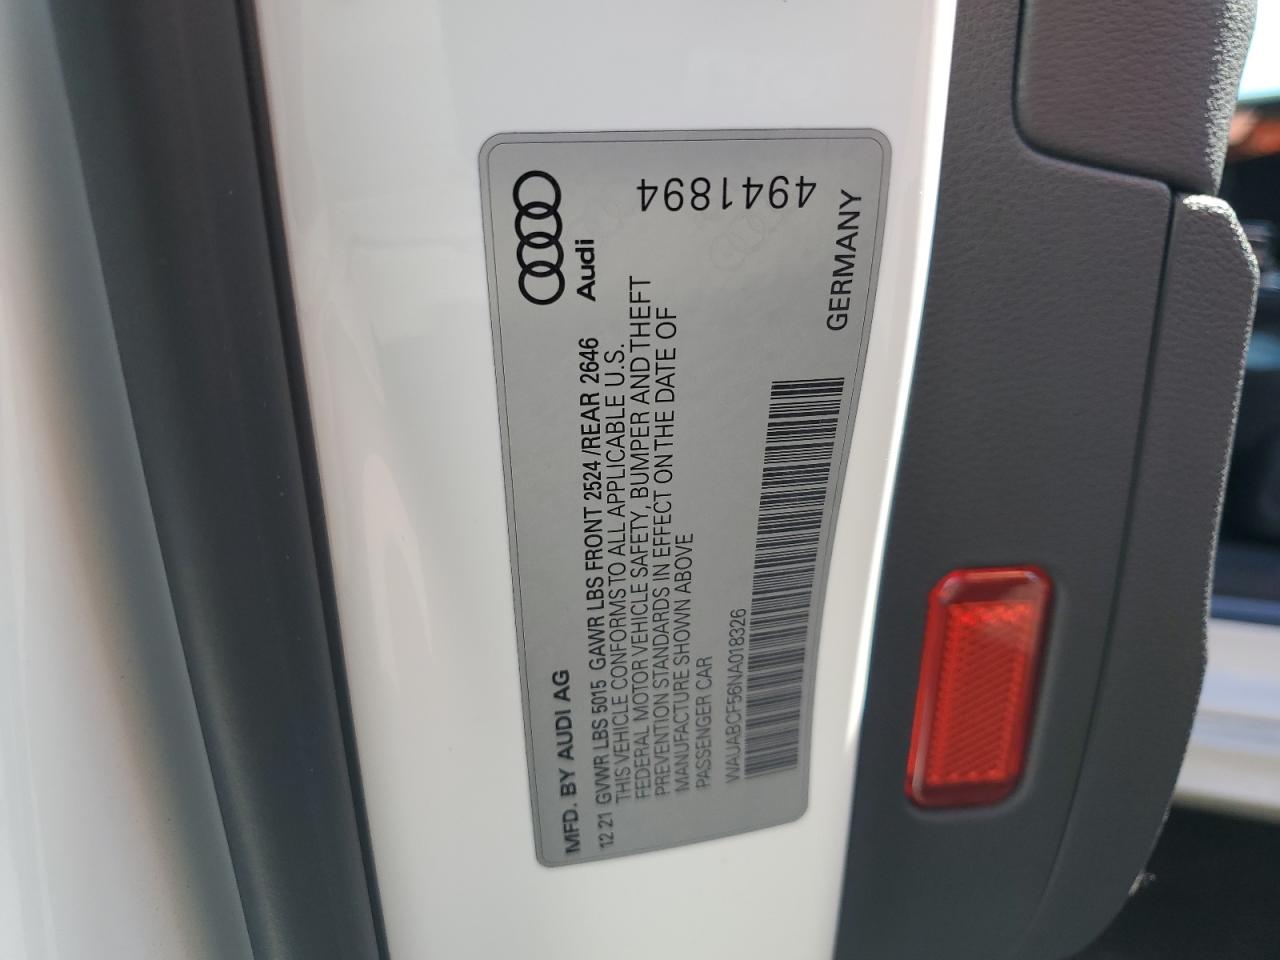 Audi
4941894
MFD. BY AUDI AG
12.21 GVWR LBS 5015 GAWR LBS FRONT 2524 /REAR 2646
THIS VEHICLE CONFORMS TO ALL APPLICABLE U.S.
FEDERAL MOTOR VEHICLE SAFETY, BUMPER AND THEFT
PREVENTION STANDARDS IN EFFECT ON THE DATE OF
MANUFACTURE SHOWN ABOVE
PASSENGER CAR
WAUABCF56NA018326
GERMANY